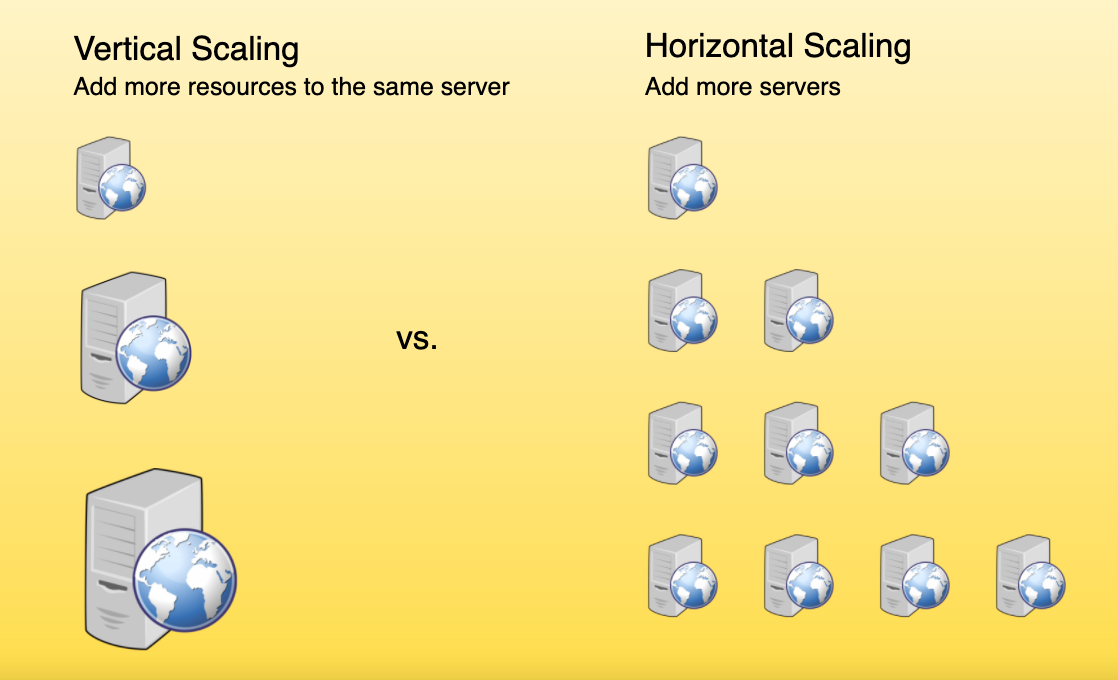 Vertical Scaling
Add more resources to the same server
vs.
Horizontal Scaling
Add more servers